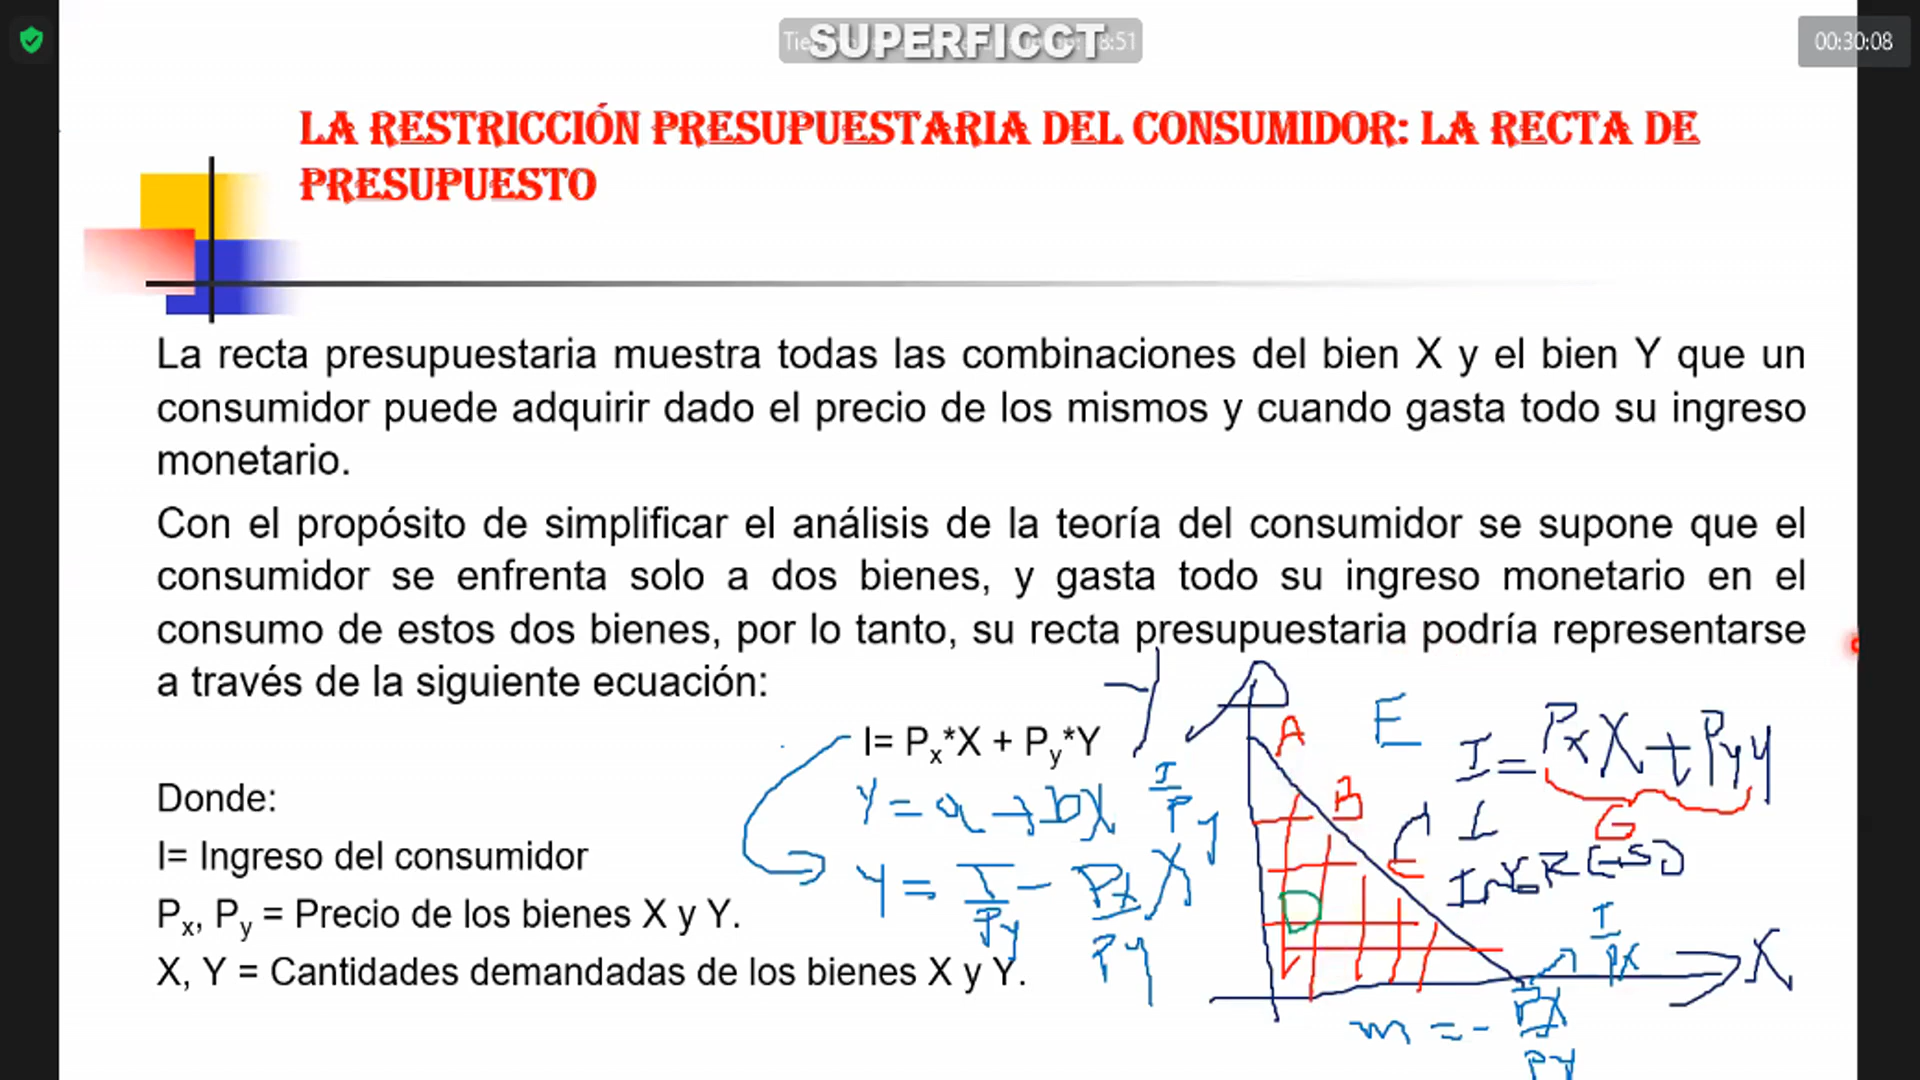 SUPERFICCT
00:30:08
LA RESTRICCIÓN PRESUPUESTARIA DEL CONSUMIDOR: LA RECTA DE
PRESUPUESTO
La recta presupuestaria muestra todas las combinaciones del bien X y el bien Y que un
consumidor puede adquirir dado el precio de los mismos y cuando gasta todo su ingreso
monetario.
Con el propósito de simplificar el análisis de la teoría del consumidor se supone que el
consumidor se enfrenta solo a dos bienes, y gasta todo su ingreso monetario en el
consumo de estos dos bienes, por lo tanto, su recta presupuestaria podría representarse
a través de la siguiente ecuación:
I= Px*X + Py*Y
Donde:
I= Ingreso del consumidor
Px, Py = Precio de los bienes X y Y.
X, Y = Cantidades demandadas de los bienes X y Y.
Y = a + bX
Y = I/Py - Px/Py X
Y
I/Py
A
B
C
D
E
I = PxX + PyY
G
I
INGRESO
I/Px
X
m = - Px/Py